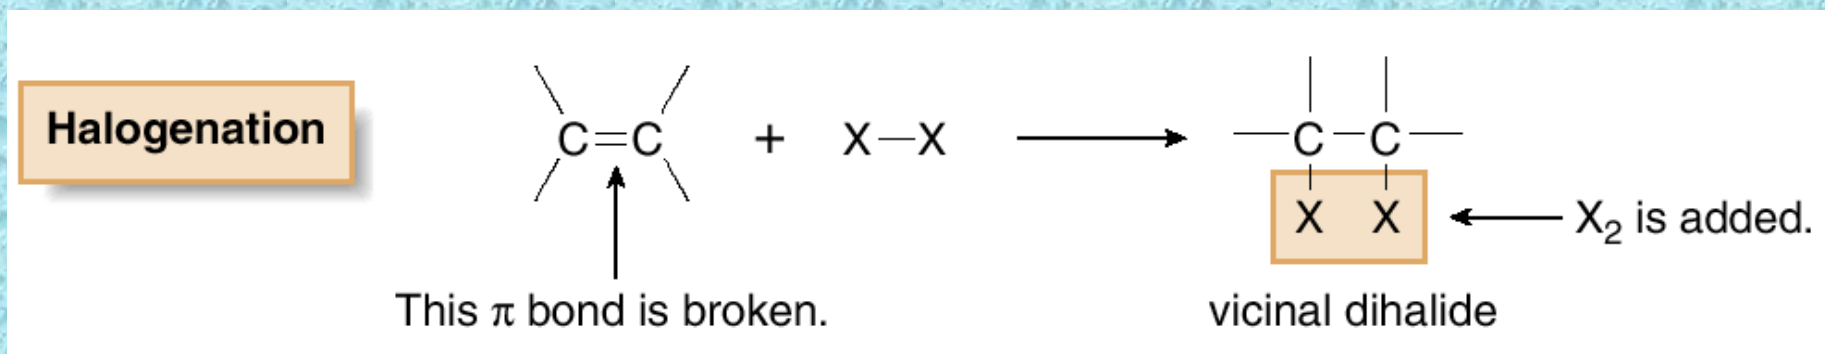 Halogenation
C=C + X—X
—C—C—
X X
X₂ is added.
This π bond is broken.
vicinal dihalide